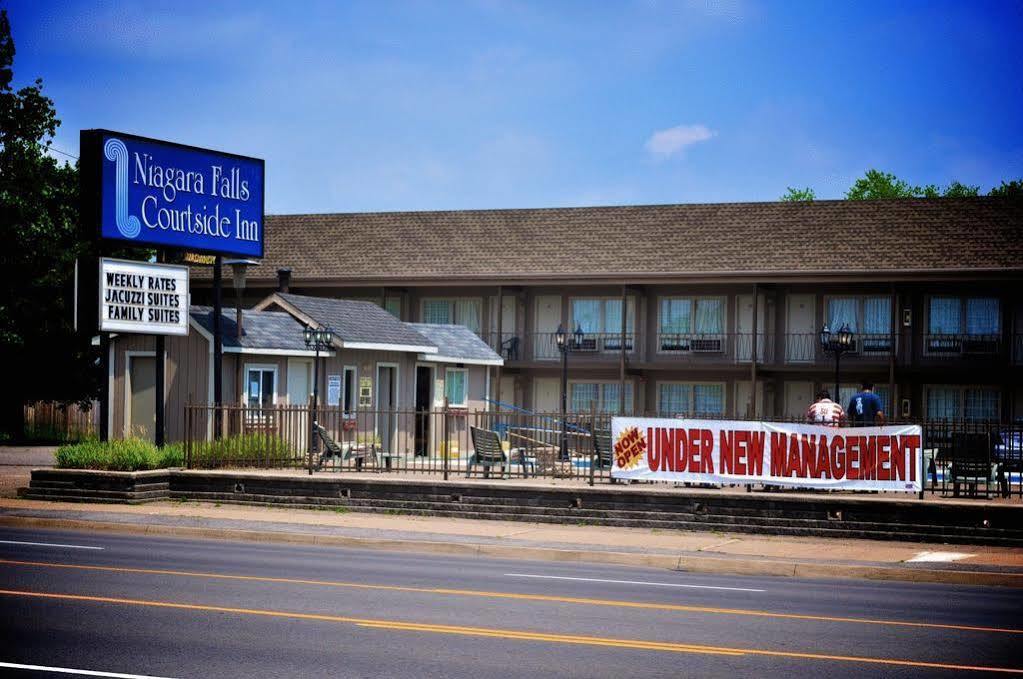 Niagara Falls
Courtside Inn
WEEKLY RATES
JACUZZI SUITES
FAMILY SUITES
NOW
OPEN
UNDER NEW MANAGEMENT